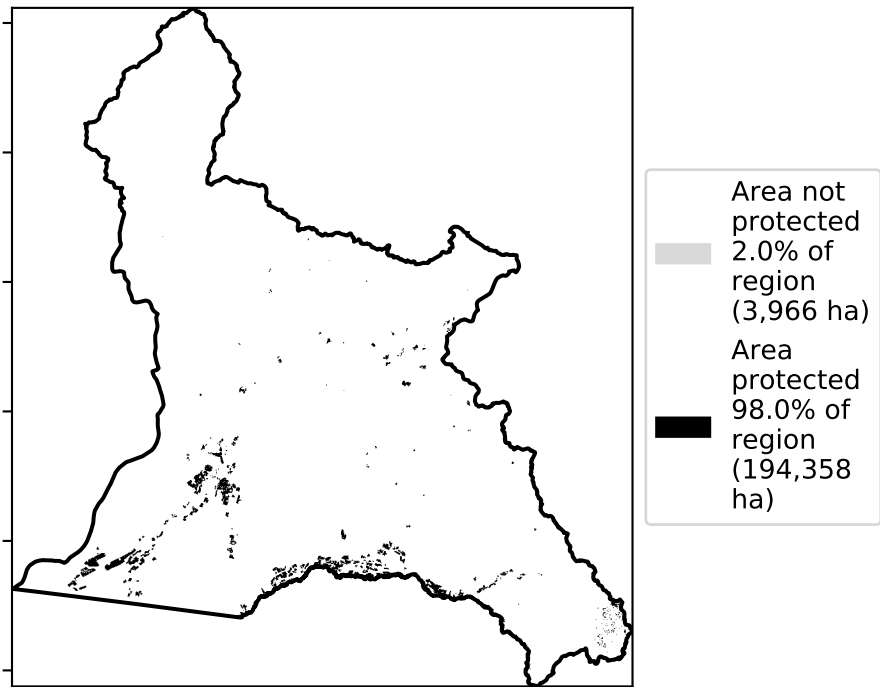 Area not
protected
2.0% of
region
(3,966 ha)
Area
protected
98.0% of
region
(194,358
ha)